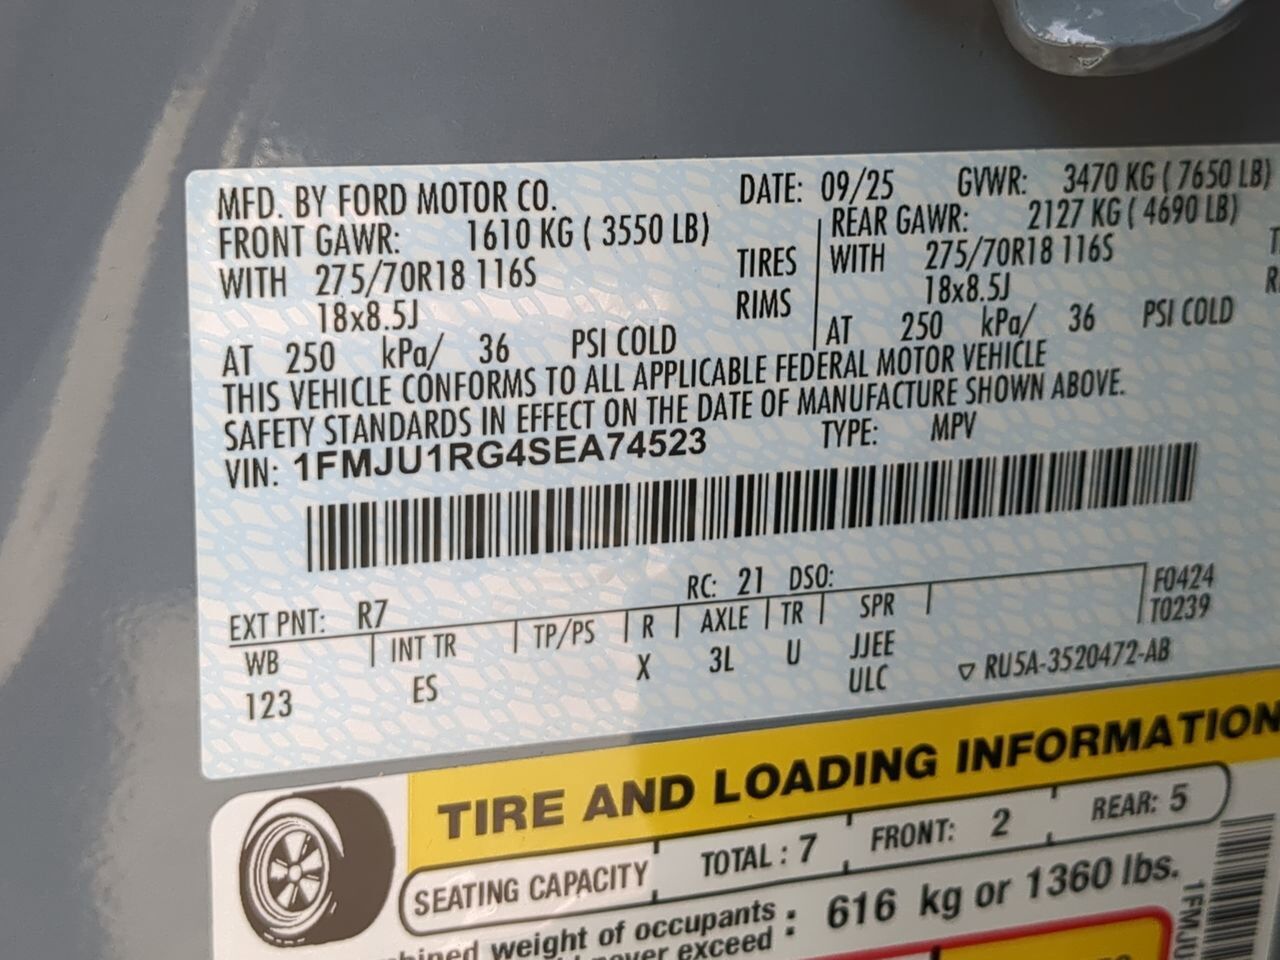 MFD. BY FORD MOTOR CO. DATE: 09/25 GVWR: 3470 KG ( 7650 LB)
FRONT GAWR: 1610 KG ( 3550 LB) REAR GAWR: 2127 KG ( 4690 LB)
WITH 275/70R18 116S TIRES WITH 275/70R18 116S
18x8.5J RIMS 18x8.5J
AT 250 kPa/ 36 PSI COLD AT 250 kPa/ 36 PSI COLD
THIS VEHICLE CONFORMS TO ALL APPLICABLE FEDERAL MOTOR VEHICLE
SAFETY STANDARDS IN EFFECT ON THE DATE OF MANUFACTURE SHOWN ABOVE.
VIN: 1FMJU1RG4SEA74523 TYPE: MPV
EXT PNT: R7 RC: 21 DSO: F0424
WB INT TR TP/PS R AXLE TR SPR T0239
123 ES X 3L U JJEE
ULC ▽ RU5A-3520472-AB
TIRE AND LOADING INFORMATION
SEATING CAPACITY TOTAL : 7 FRONT: 2 REAR: 5
weight of occupants : 616 kg or 1360 lbs.
exceed